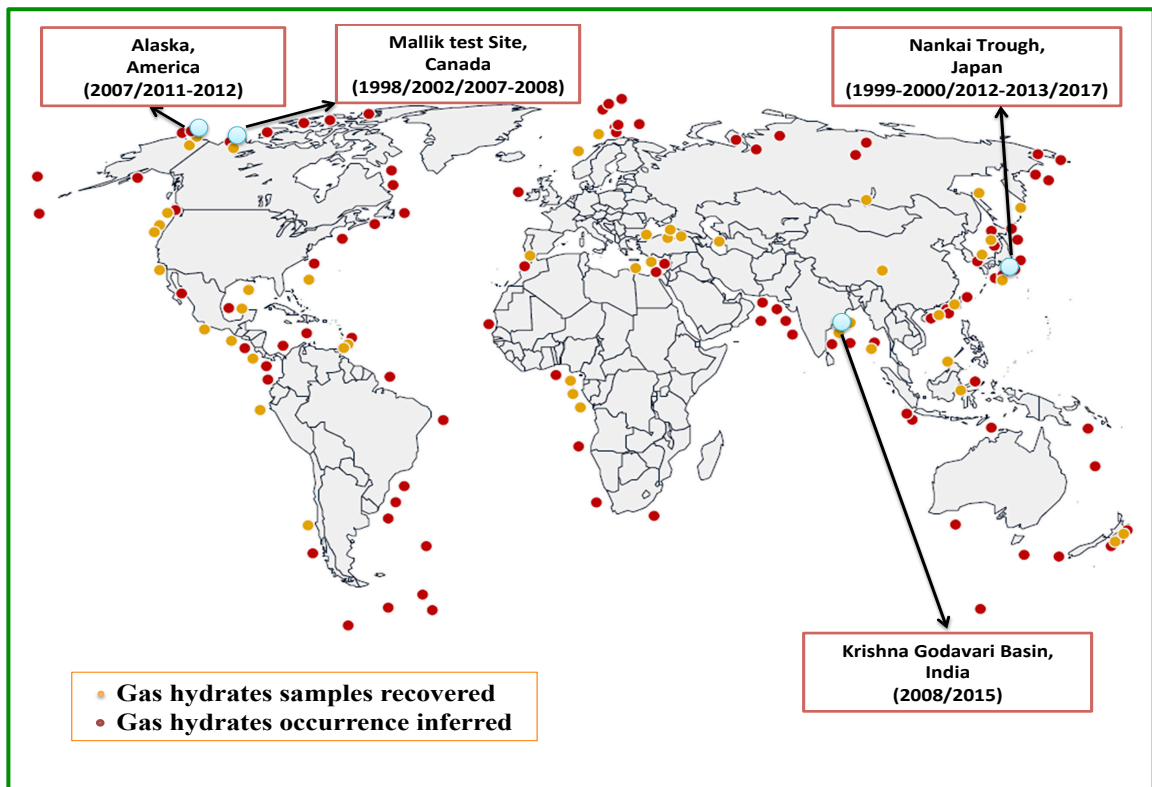 Alaska,
America
(2007/2011-2012)
Mallik test Site,
Canada
(1998/2002/2007-2008)
Nankai Trough,
Japan
(1999-2000/2012-2013/2017)
Krishna Godavari Basin,
India
(2008/2015)
Gas hydrates samples recovered
Gas hydrates occurrence inferred